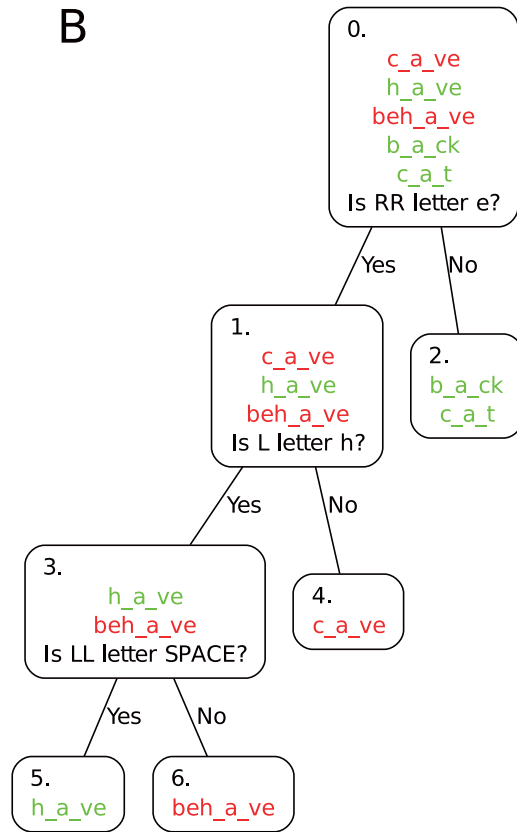 B
0.
c_a_ve
h_a_ve
beh_a_ve
b_a_ck
c_a_t
Is RR letter e?
Yes
No
1.
c_a_ve
h_a_ve
beh_a_ve
Is L letter h?
2.
b_a_ck
c_a_t
Yes
No
3.
h_a_ve
beh_a_ve
Is LL letter SPACE?
4.
c_a_ve
Yes
No
5.
h_a_ve
6.
beh_a_ve